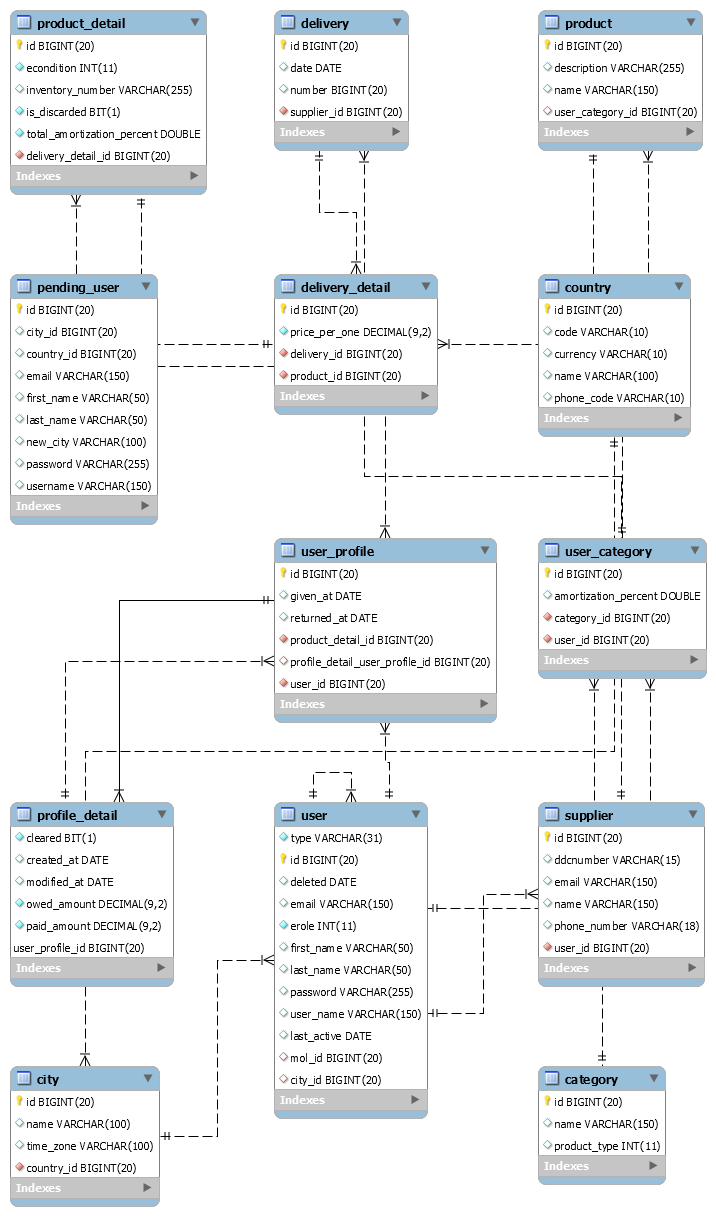 product_detail
id BIGINT(20)
econdition INT(11)
inventory_number VARCHAR(255)
is_discarded BIT(1)
total_amortization_percent DOUBLE
delivery_detail_id BIGINT(20)
Indexes
delivery
id BIGINT(20)
date DATE
number BIGINT(20)
supplier_id BIGINT(20)
Indexes
product
id BIGINT(20)
description VARCHAR(255)
name VARCHAR(150)
user_category_id BIGINT(20)
Indexes
pending_user
id BIGINT(20)
city_id BIGINT(20)
country_id BIGINT(20)
email VARCHAR(150)
first_name VARCHAR(50)
last_name VARCHAR(50)
new_city VARCHAR(100)
password VARCHAR(255)
username VARCHAR(150)
Indexes
delivery_detail
id BIGINT(20)
price_per_one DECIMAL(9,2)
delivery_id BIGINT(20)
product_id BIGINT(20)
Indexes
country
id BIGINT(20)
code VARCHAR(10)
currency VARCHAR(10)
name VARCHAR(100)
phone_code VARCHAR(10)
Indexes
user_profile
id BIGINT(20)
given_at DATE
returned_at DATE
product_detail_id BIGINT(20)
profile_detail_user_profile_id BIGINT(20)
user_id BIGINT(20)
Indexes
user_category
id BIGINT(20)
amortization_percent DOUBLE
category_id BIGINT(20)
user_id BIGINT(20)
Indexes
profile_detail
cleared BIT(1)
created_at DATE
modified_at DATE
owed_amount DECIMAL(9,2)
paid_amount DECIMAL(9,2)
user_profile_id BIGINT(20)
Indexes
user
type VARCHAR(31)
id BIGINT(20)
deleted DATE
email VARCHAR(150)
erole INT(11)
first_name VARCHAR(50)
last_name VARCHAR(50)
password VARCHAR(255)
user_name VARCHAR(150)
last_active DATE
mol_id BIGINT(20)
city_id BIGINT(20)
Indexes
supplier
id BIGINT(20)
ddcnumber VARCHAR(15)
email VARCHAR(150)
name VARCHAR(150)
phone_number VARCHAR(18)
user_id BIGINT(20)
Indexes
city
id BIGINT(20)
name VARCHAR(100)
time_zone VARCHAR(100)
country_id BIGINT(20)
Indexes
category
id BIGINT(20)
name VARCHAR(150)
product_type INT(11)
Indexes